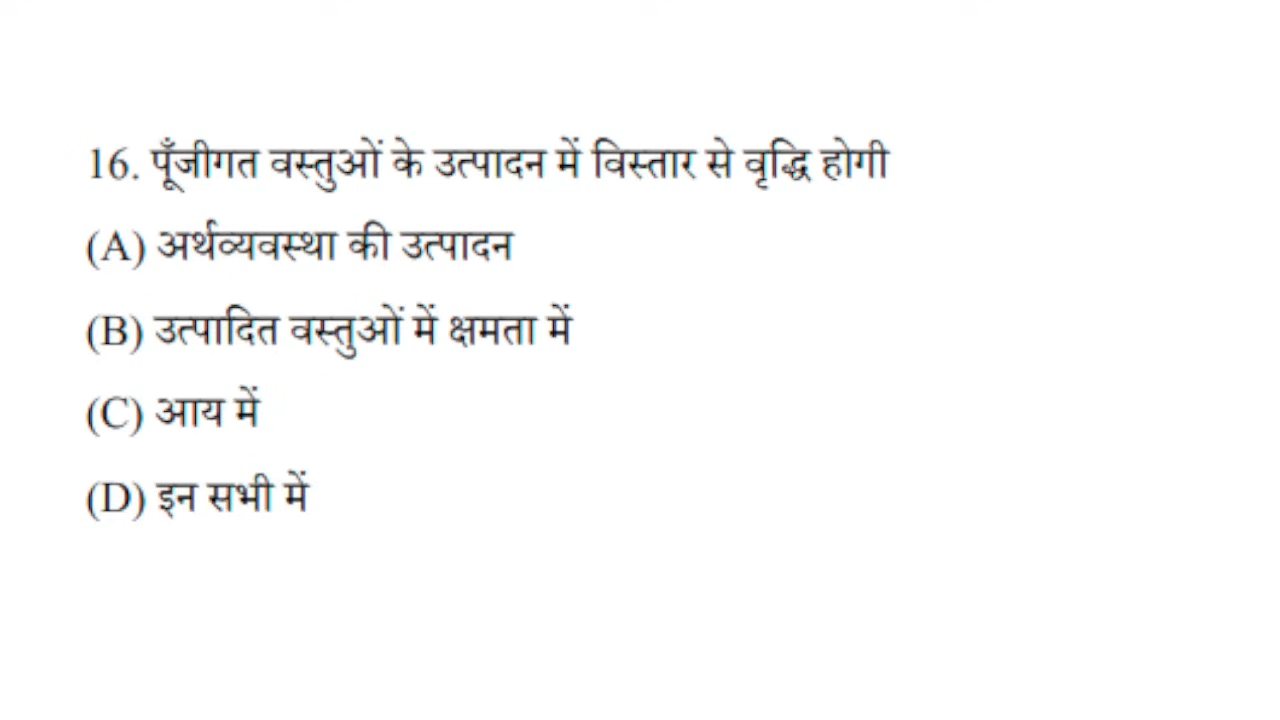 16. पूँजीगत वस्तुओं के उत्पादन में विस्तार से वृद्धि होगी
(A) अर्थव्यवस्था की उत्पादन
(B) उत्पादित वस्तुओं में क्षमता में
(C) आय में
(D) इन सभी में